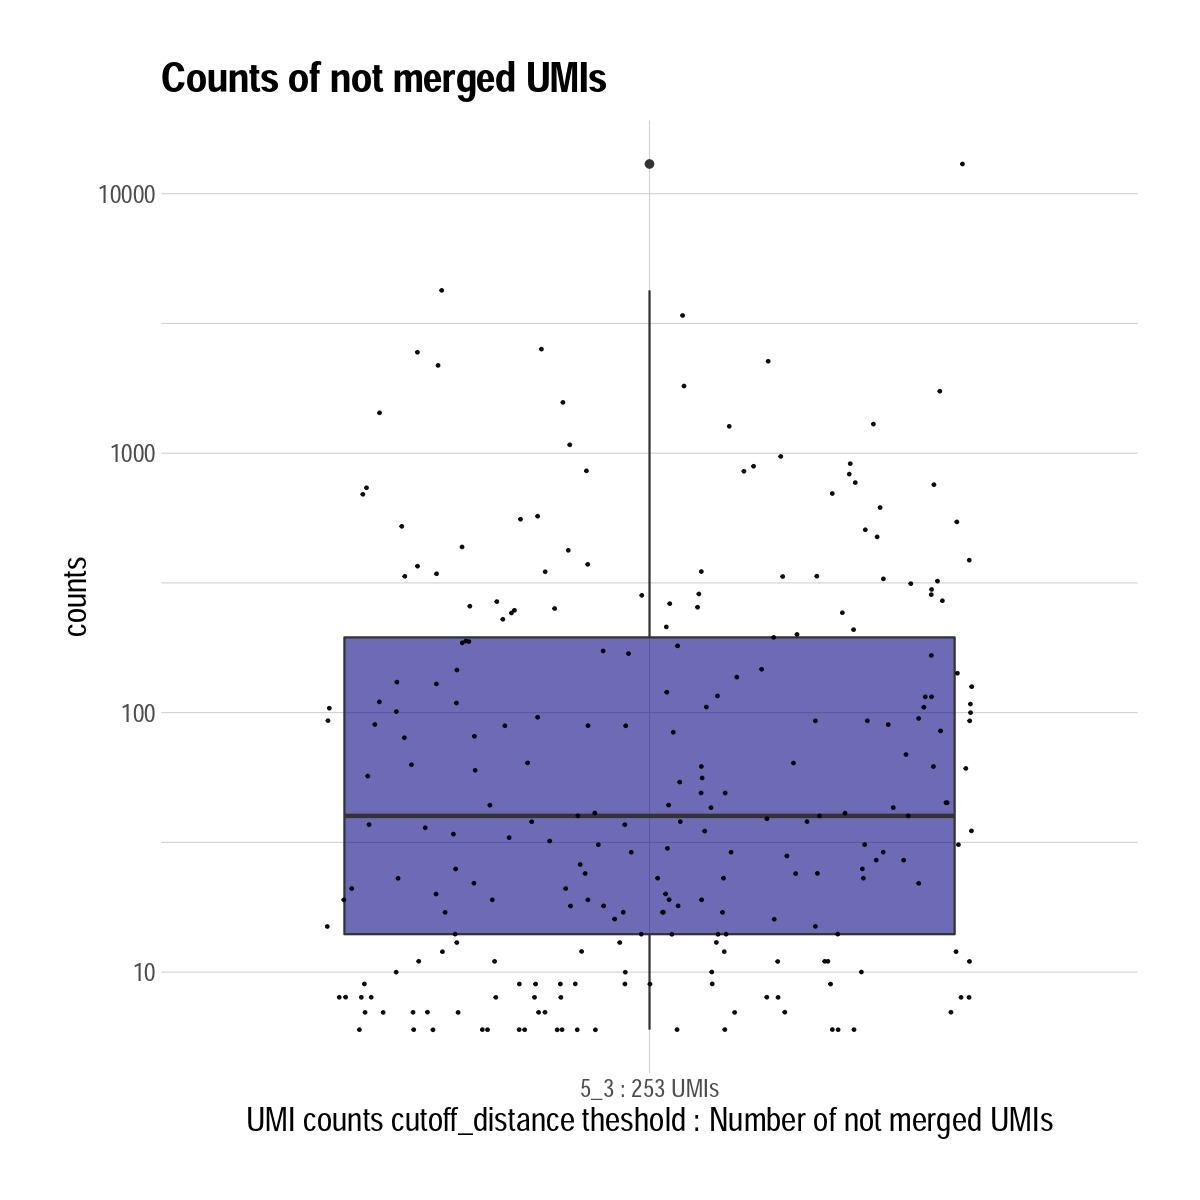 Counts of not merged UMIs
10000
1000
counts
100
10
5_3 : 253 UMIs
UMI counts cutoff_distance theshold : Number of not merged UMIs